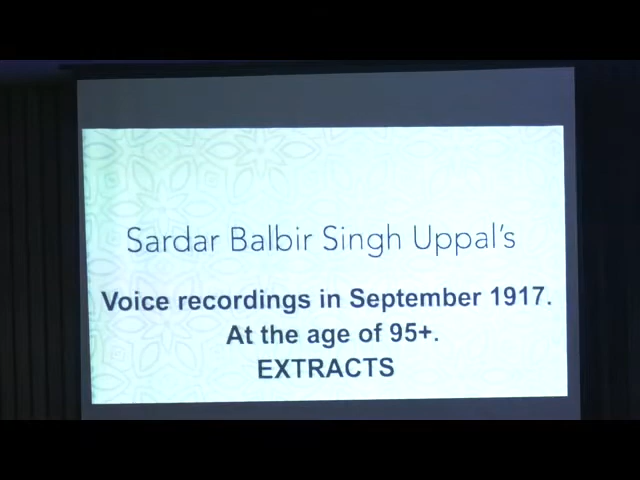 Sardar Balbir Singh Uppal's
Voice recordings in September 1917.
At the age of 95+.
EXTRACTS